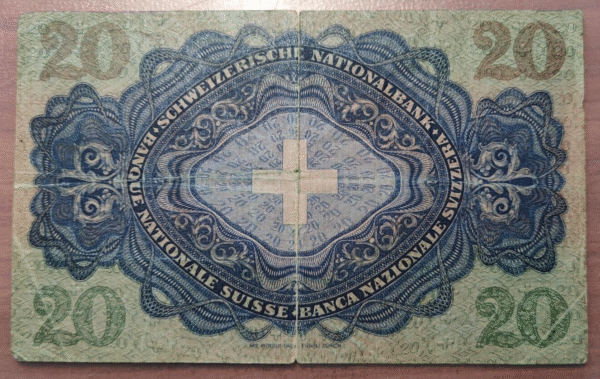 20 20
SCHWEIZERISCHE NATIONALBANK
BANQUE NATIONALE SUISSE
BANCA NAZIONALE SVIZZERA
20 20